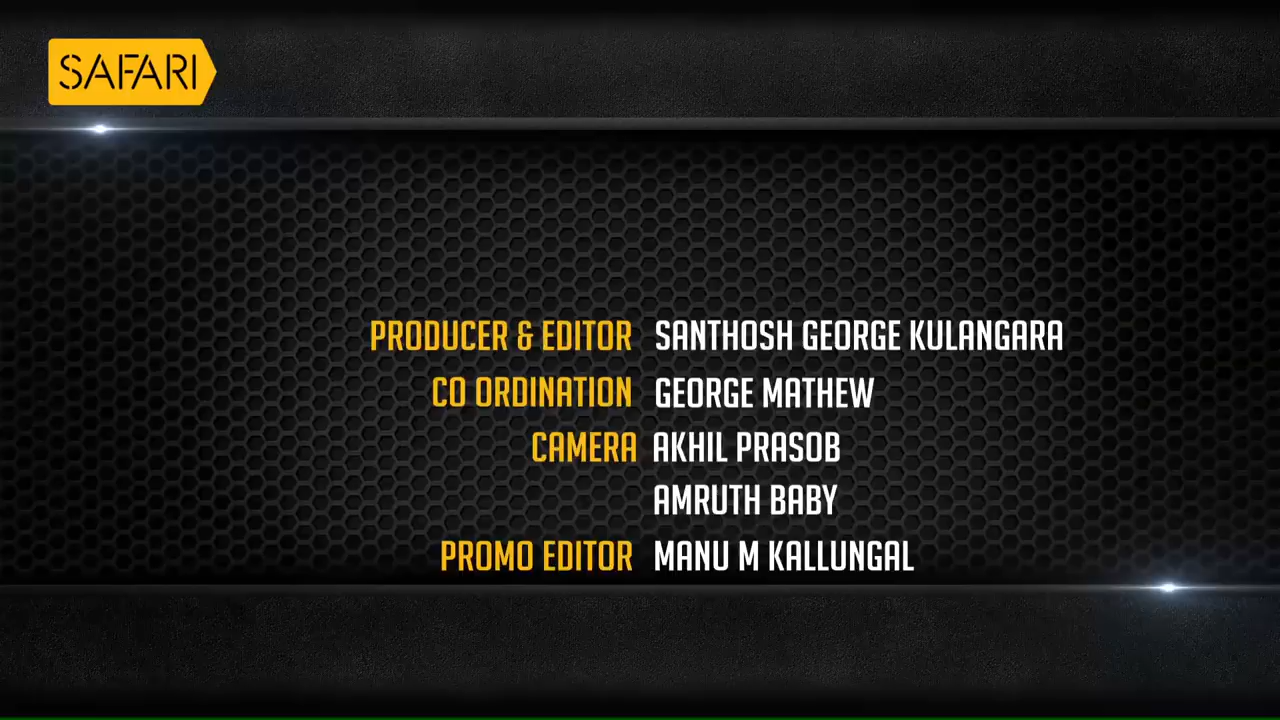 SAFARI
PRODUCER & EDITOR SANTHOSH GEORGE KULANGARA
CO ORDINATION GEORGE MATHEW
CAMERA AKHIL PRASOB
AMRUTH BABY
PROMO EDITOR MANU M KALLUNGAL